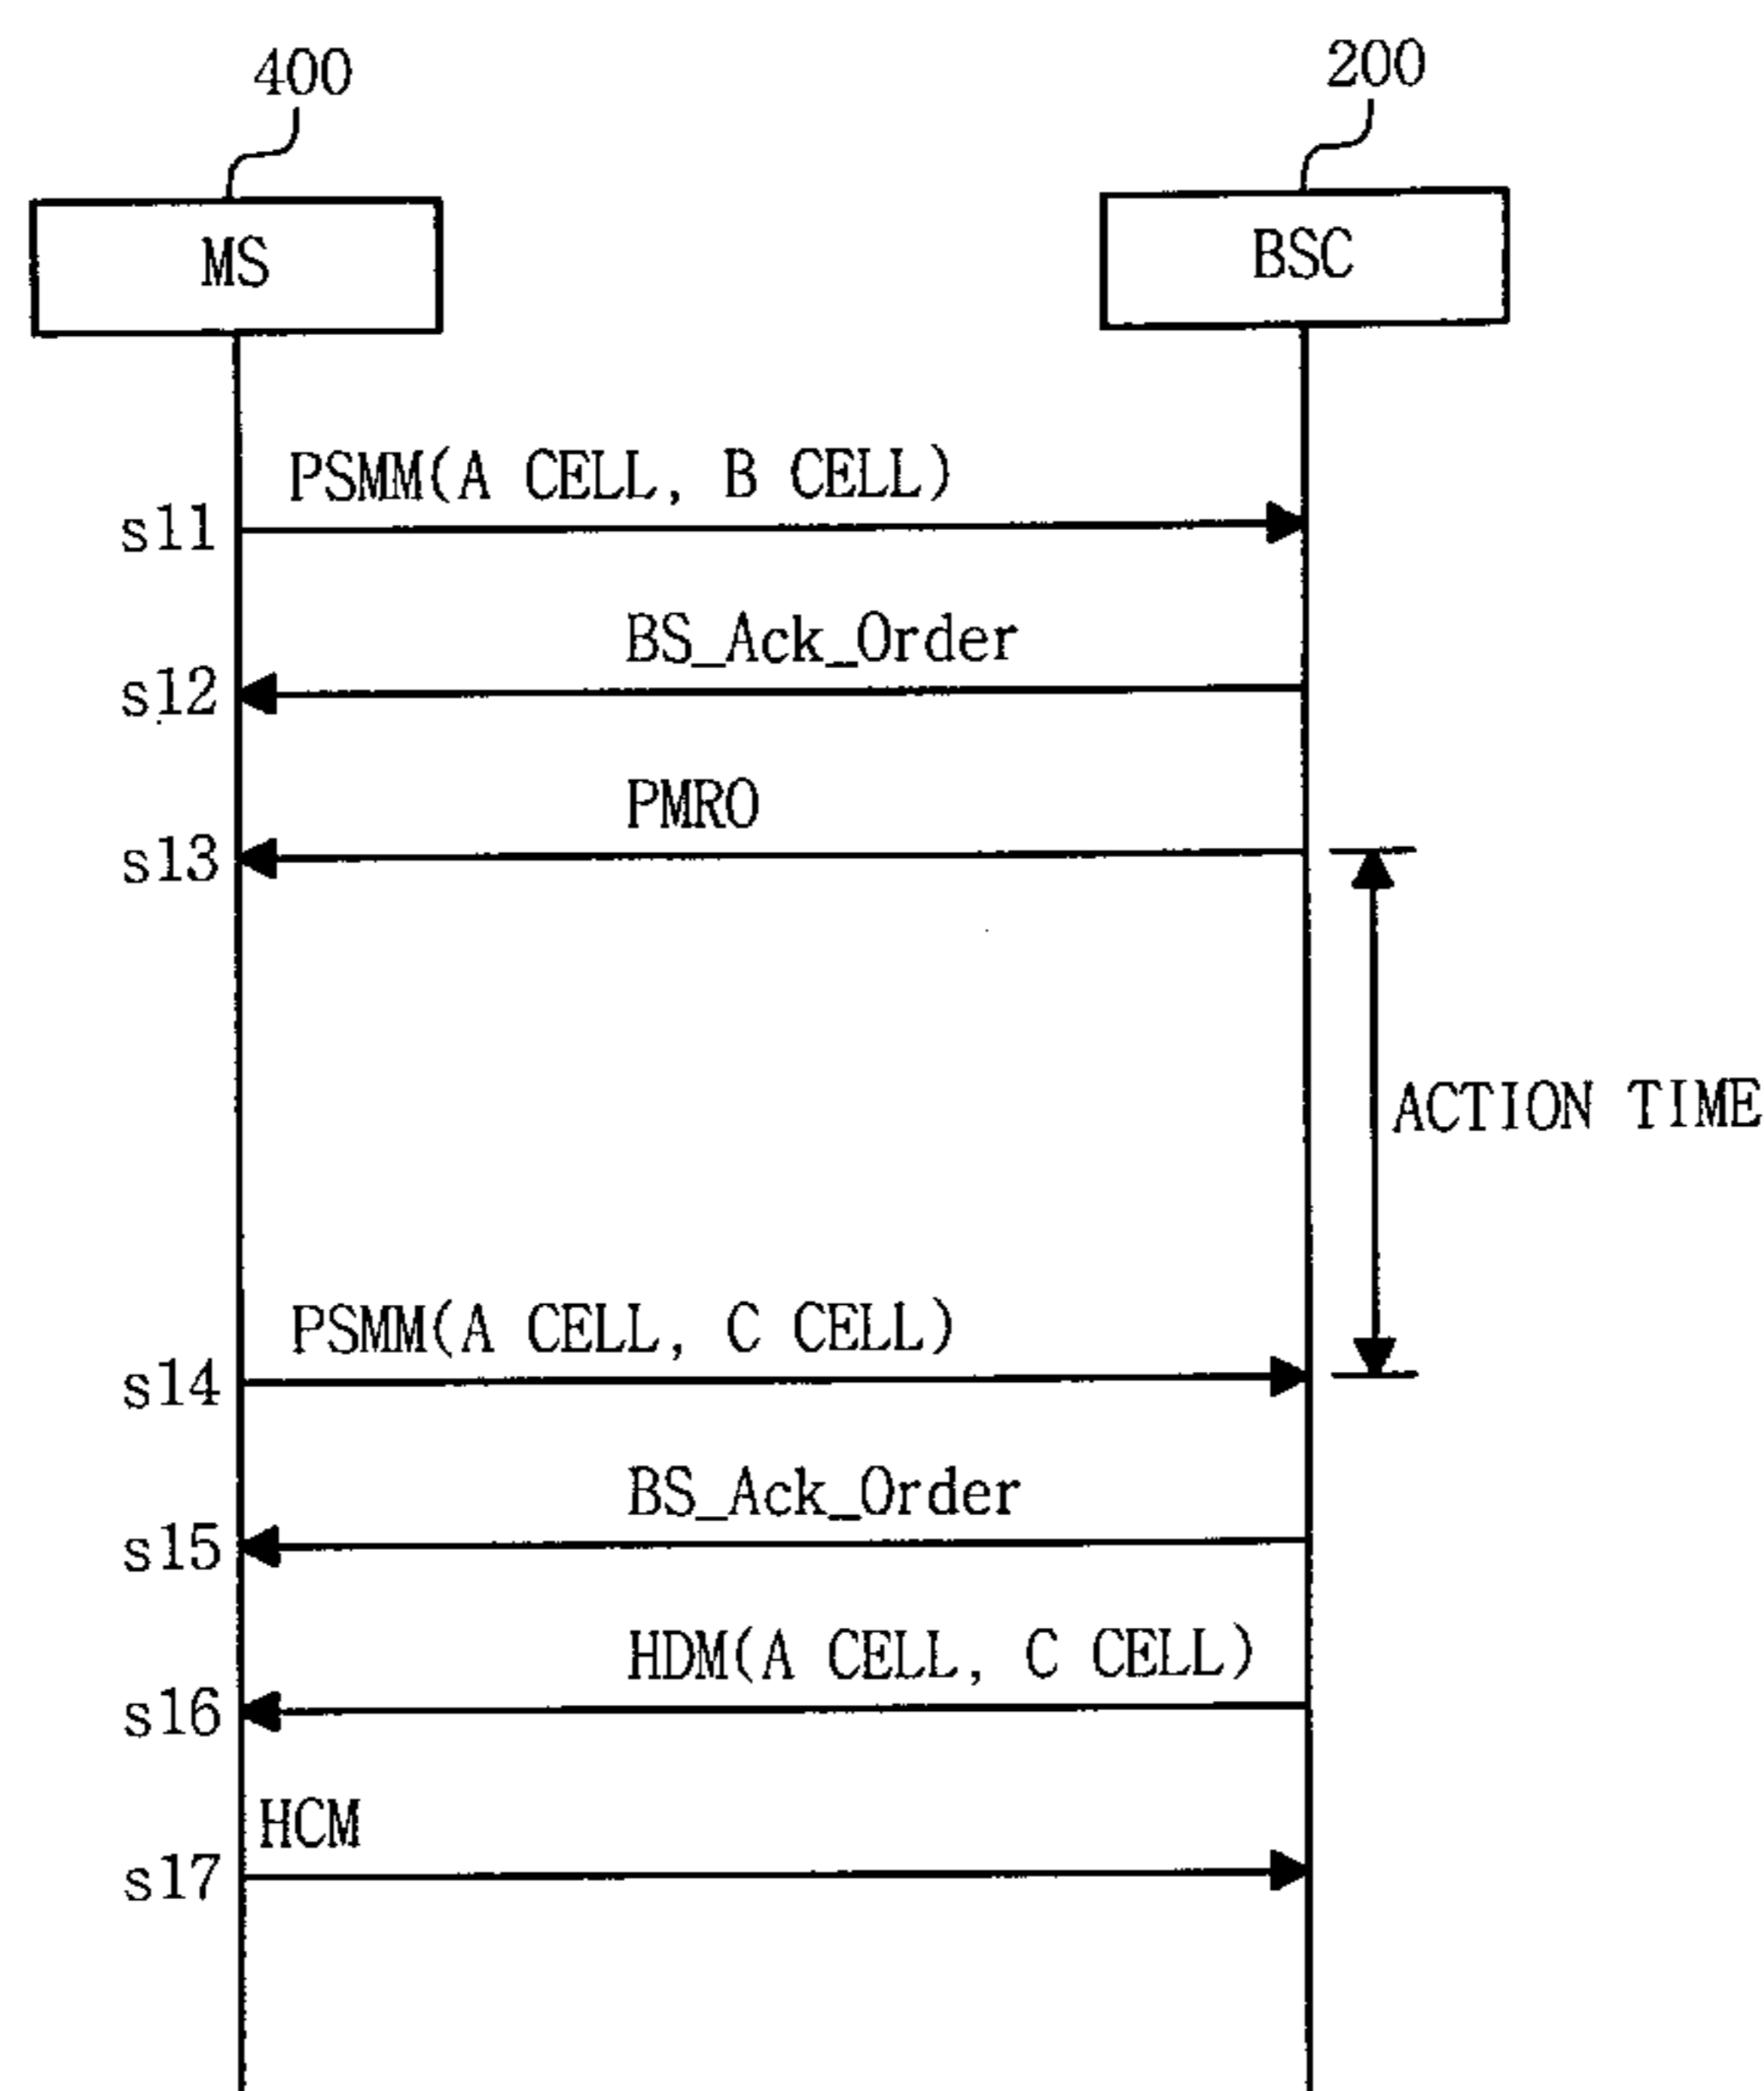 400
200
MS
BSC
PSMM(A CELL, B CELL)
s11
BS_Ack_Order
s12
PMRO
s13
ACTION TIME
PSMM(A CELL, C CELL)
s14
BS_Ack_Order
s15
HDM(A CELL, C CELL)
s16
HCM
s17